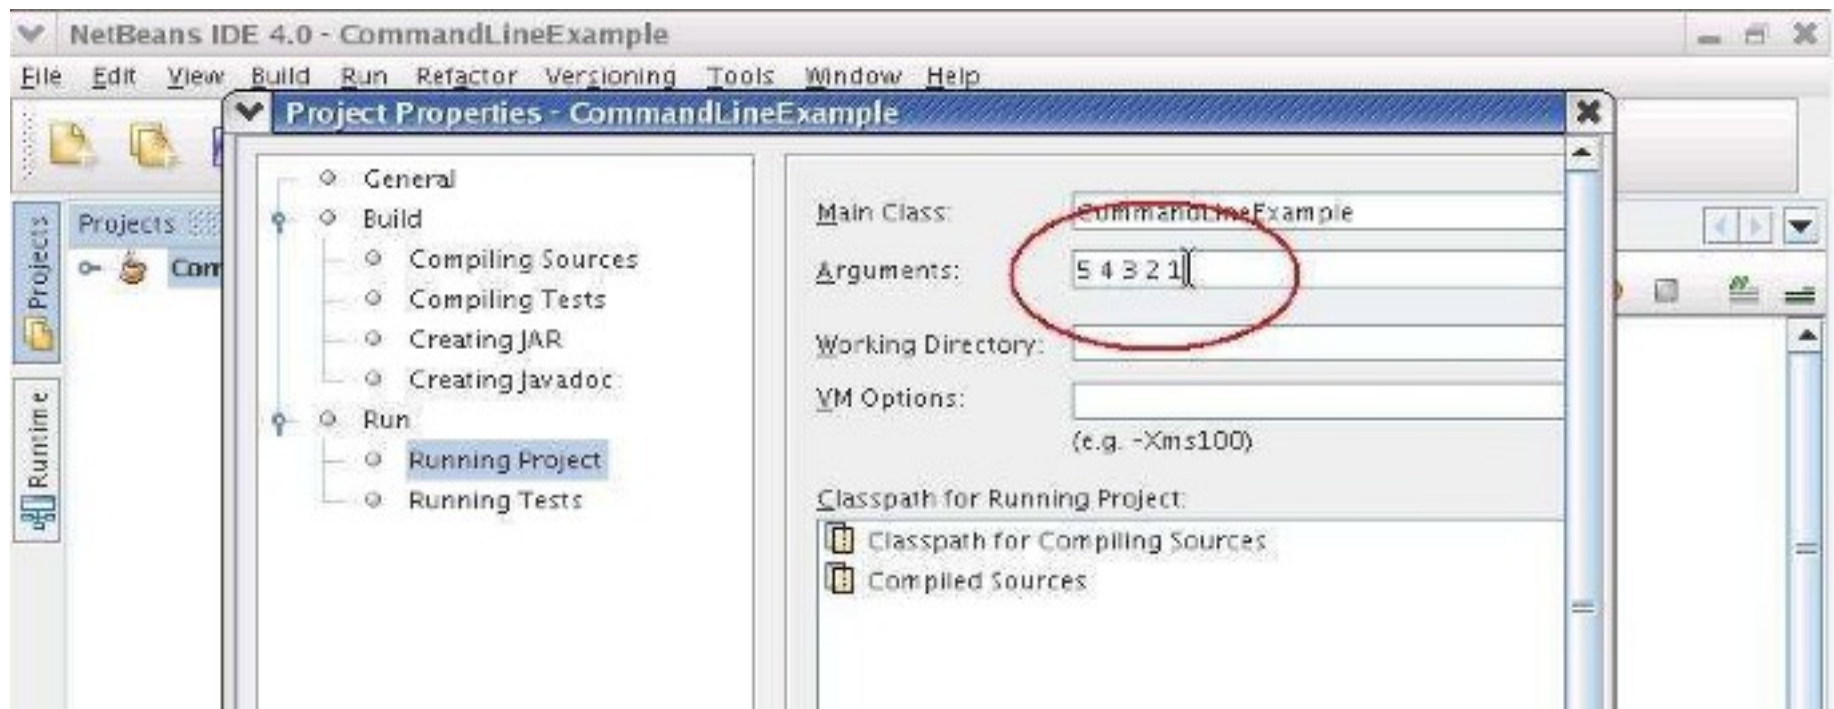 NetBeans IDE 4.0 - CommandLineExample
File Edit View Build Run Refactor Versioning Tools Window Help
Project Properties - CommandLineExample
Projects
Runtime
Projects
Com
General
Build
Compiling Sources
Compiling Tests
Creating JAR
Creating Javadoc
Run
Running Project
Running Tests
Main Class: CommandLineExample
Arguments: 5 4 3 2 1
Working Directory:
VM Options:
(e.g. -Xms100)
Classpath for Running Project:
Classpath for Compiling Sources
Compiled Sources